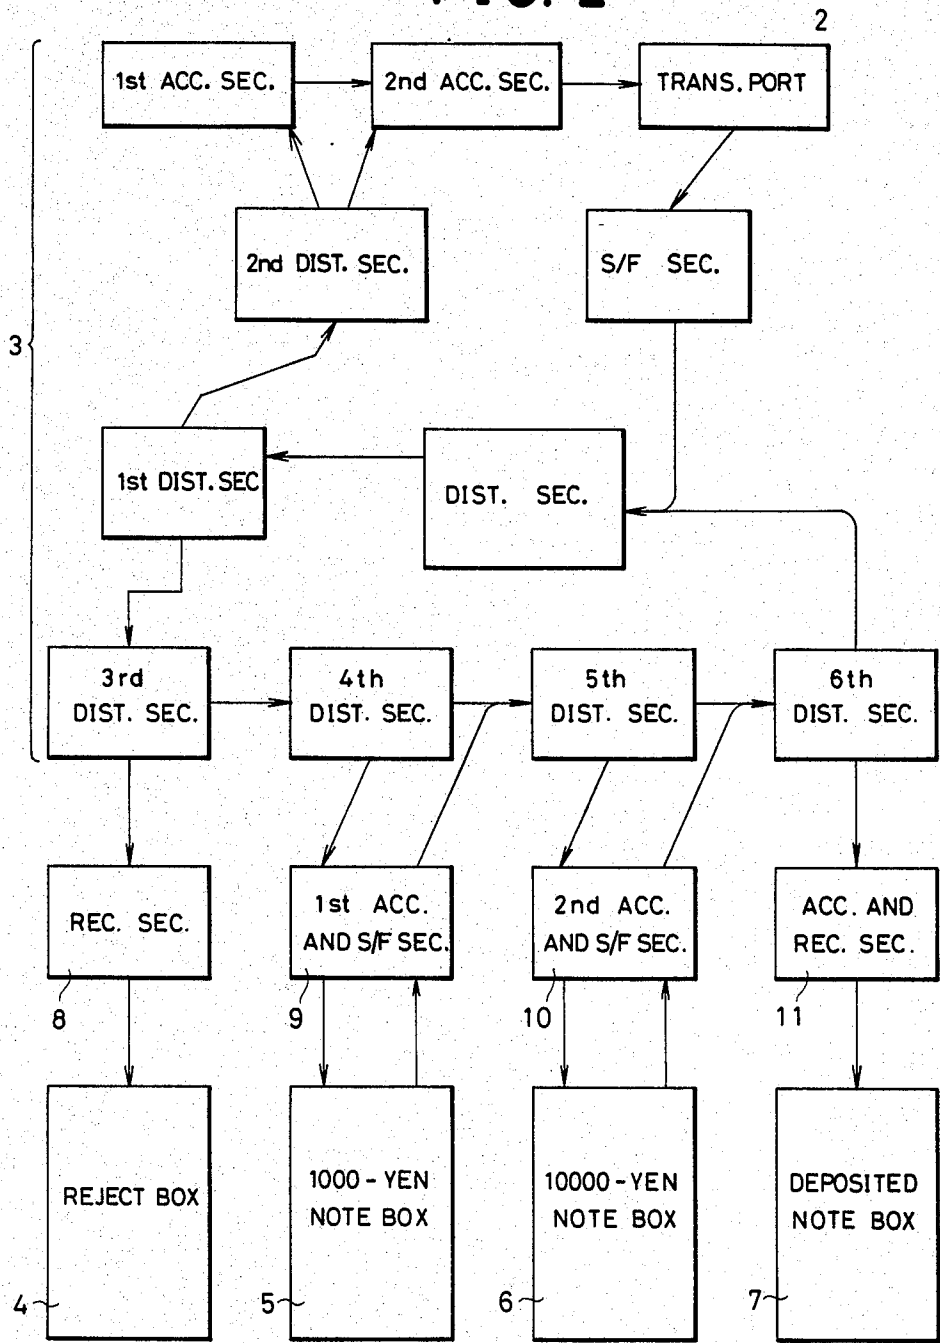 2
1st ACC. SEC.
2nd ACC. SEC.
TRANS. PORT
2nd DIST. SEC.
S/F SEC.
3
1st DIST. SEC
DIST. SEC.
3rd
DIST. SEC.
4th
DIST. SEC.
5th
DIST. SEC.
6th
DIST. SEC.
REC. SEC.
1st ACC.
AND S/F SEC.
2nd ACC.
AND S/F SEC.
ACC. AND
REC. SEC.
8
9
10
11
REJECT BOX
1000-YEN
NOTE BOX
10000-YEN
NOTE BOX
DEPOSITED
NOTE BOX
4
5
6
7